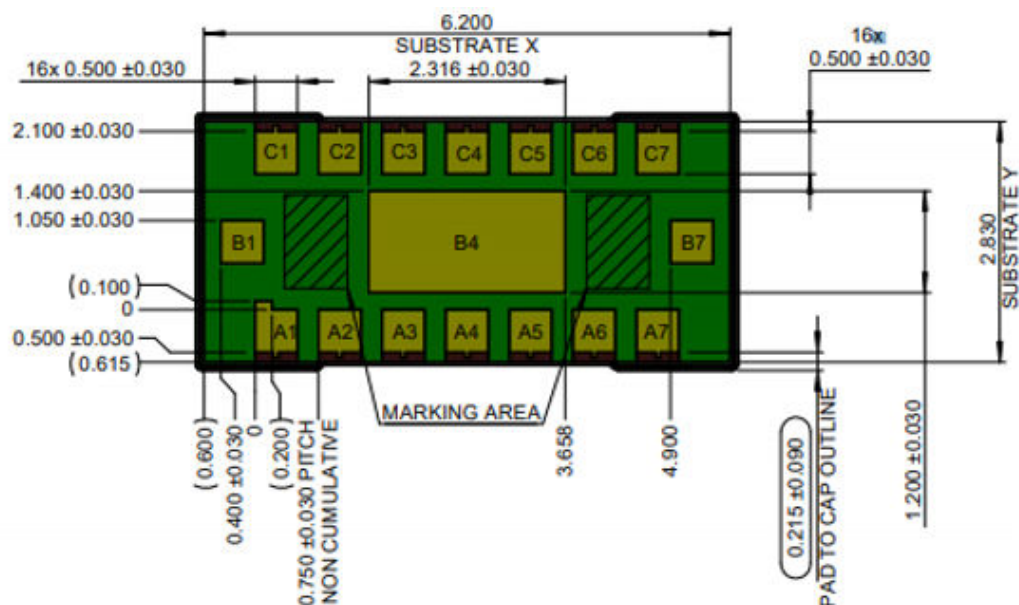 6.200
SUBSTRATE X
16x
0.500 ±0.030
16x 0.500 ±0.030
2.316 ±0.030
2.100 ±0.030
C1 C2 C3 C4 C5 C6 C7
1.400 ±0.030
1.050 ±0.030
B1 B4 B7
2.830
SUBSTRATE Y
(0.100)
0
A1 A2 A3 A4 A5 A6 A7
0.500 ±0.030
(0.615)
MARKING AREA
(0.600)
0.400 ±0.030
0
(0.200)
0.750 ±0.030 PITCH
NON CUMULATIVE
3.658
4.900
0.215 ±0.090
PAD TO CAP OUTLINE
1.200 ±0.030